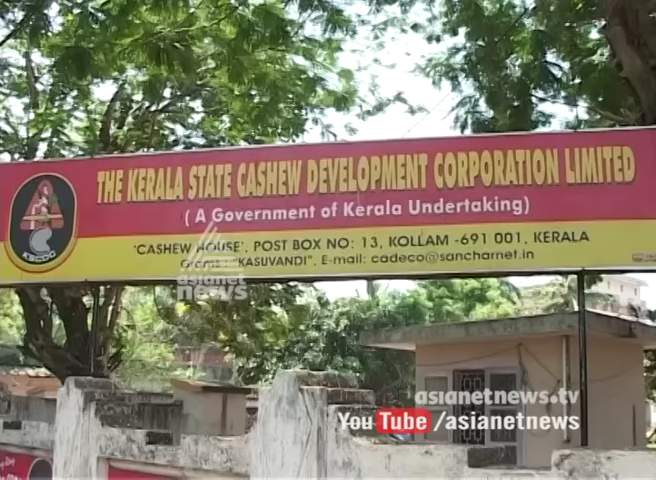 THE KERALA STATE CASHEW DEVELOPMENT CORPORATION LIMITED
( A Government of Kerala Undertaking)
'CASHEW HOUSE', POST BOX NO: 13, KOLLAM -691 001, KERALA
Grams : "KASUVANDI", E-mail: cadeco@sancharnet.in
KSCDC
asianet
news
asianetnews.tv
YouTube /asianetnews